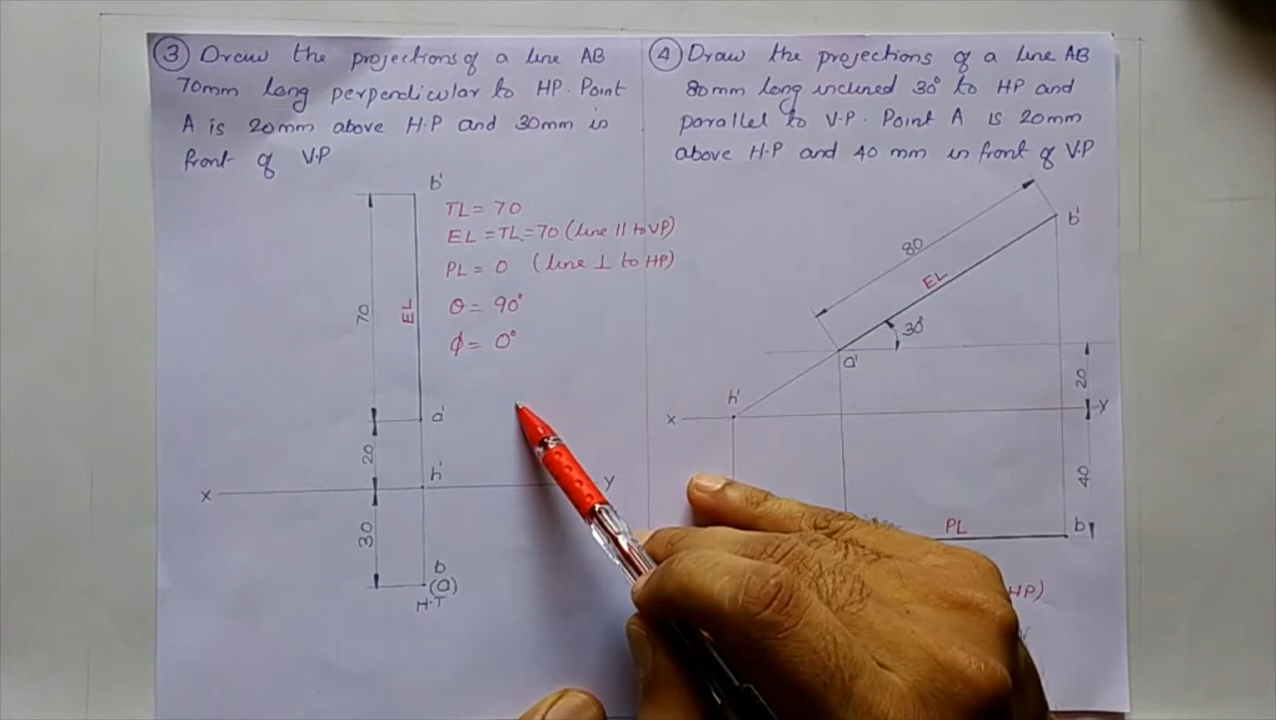 ③ Draw the projections of a line AB
70mm long perpendicular to HP. Point
A is 20mm above H.P and 30mm in
front of V.P
b'
TL = 70
EL = TL = 70 (line || to VP)
PL = 0 (line ⊥ to HP)
θ = 90°
ϕ = 0°
70
EL
a'
20
h'
X
Y
30
b
(a)
H.T
④ Draw the projections of a line AB
80mm long inclined 30° to HP and
parallel to V.P. Point A is 20mm
above H.P and 40 mm in front of V.P
b'
80
EL
30°
a'
20
h'
X
Y
40
PL
b
HP)